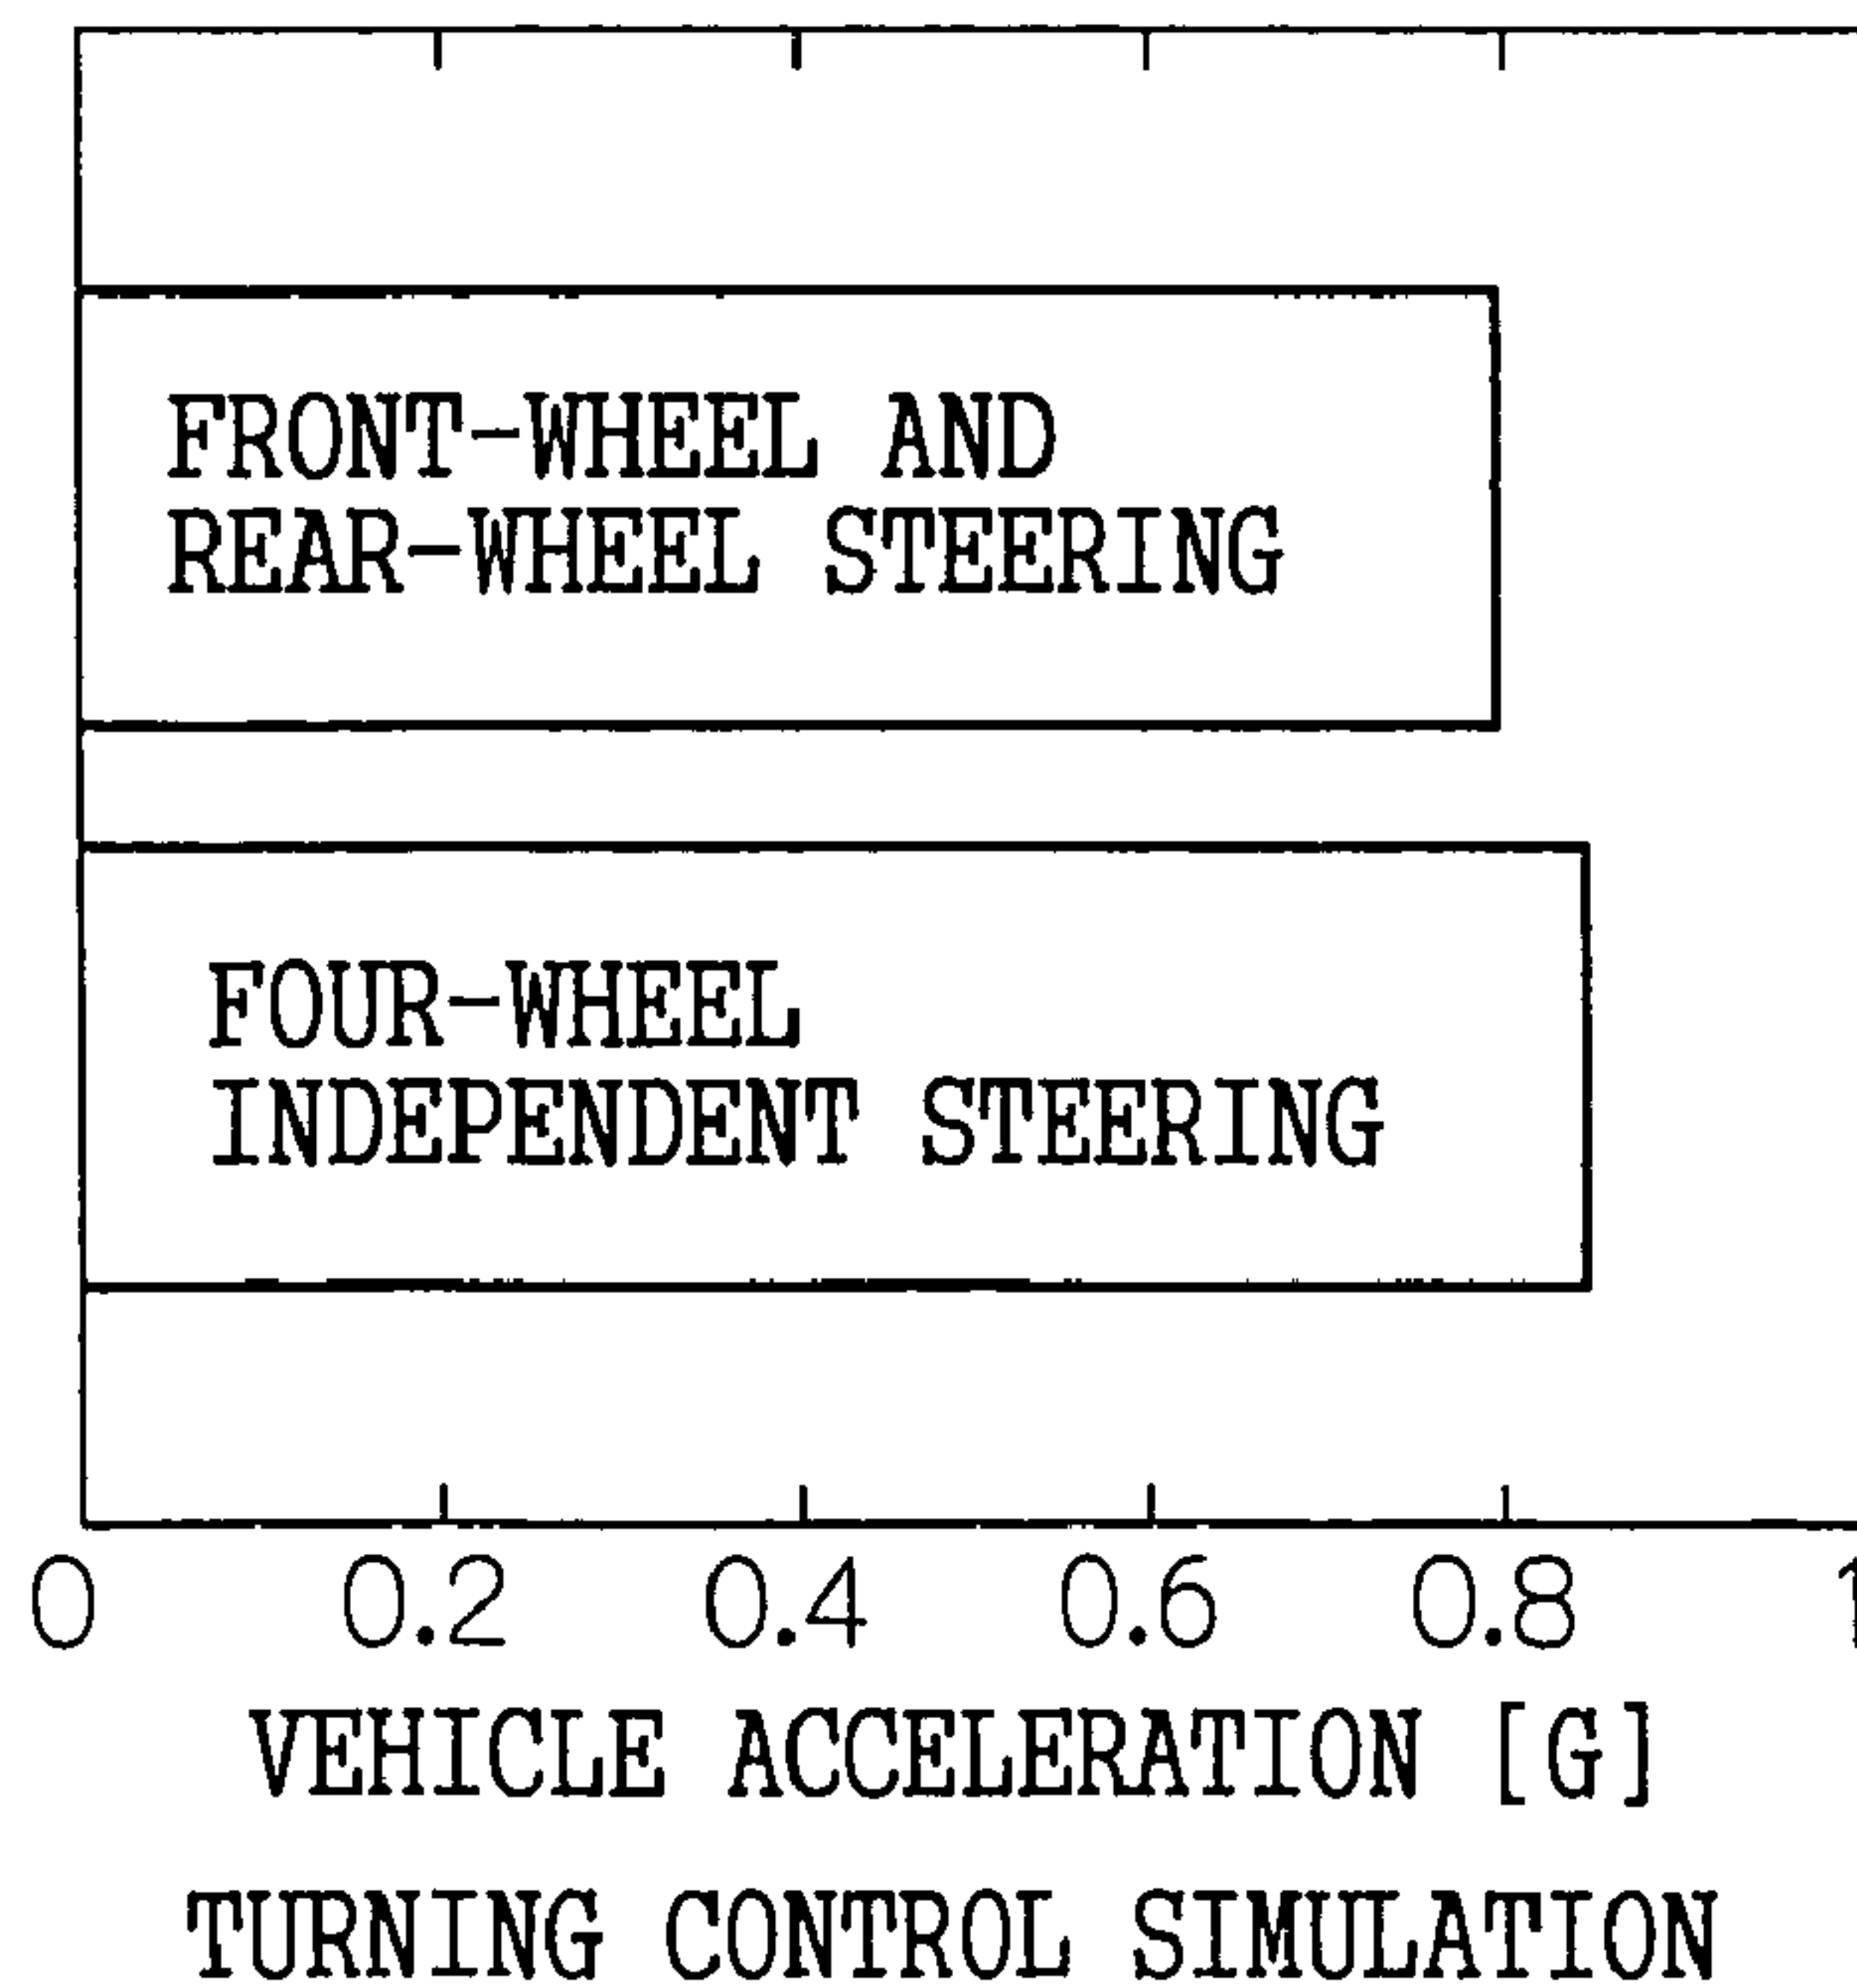 FRONT-WHEEL AND
REAR-WHEEL STEERING
FOUR-WHEEL
INDEPENDENT STEERING
0 0.2 0.4 0.6 0.8 1
VEHICLE ACCELERATION [G]
TURNING CONTROL SIMULATION